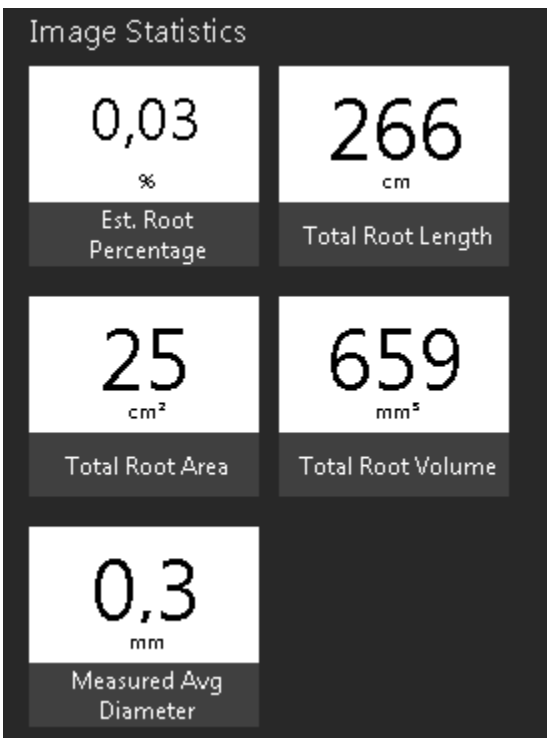 Image Statistics
0,03
%
Est. Root
Percentage
266
cm
Total Root Length
25
cm²
Total Root Area
659
mm³
Total Root Volume
0,3
mm
Measured Avg
Diameter